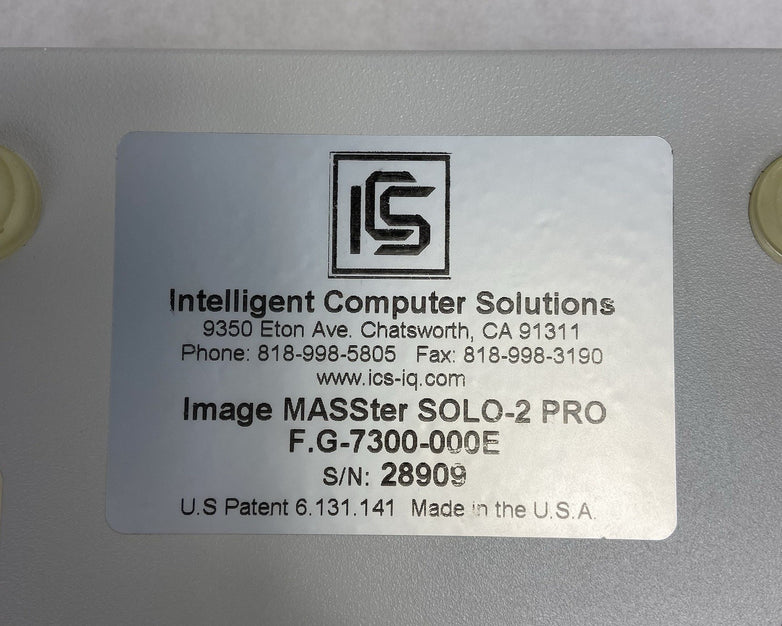 ICS
Intelligent Computer Solutions
9350 Eton Ave. Chatsworth, CA 91311
Phone: 818-998-5805 Fax: 818-998-3190
www.ics-iq.com
Image MASSter SOLO-2 PRO
F.G-7300-000E
S/N: 28909
U.S Patent 6.131.141 Made in the U.S.A.